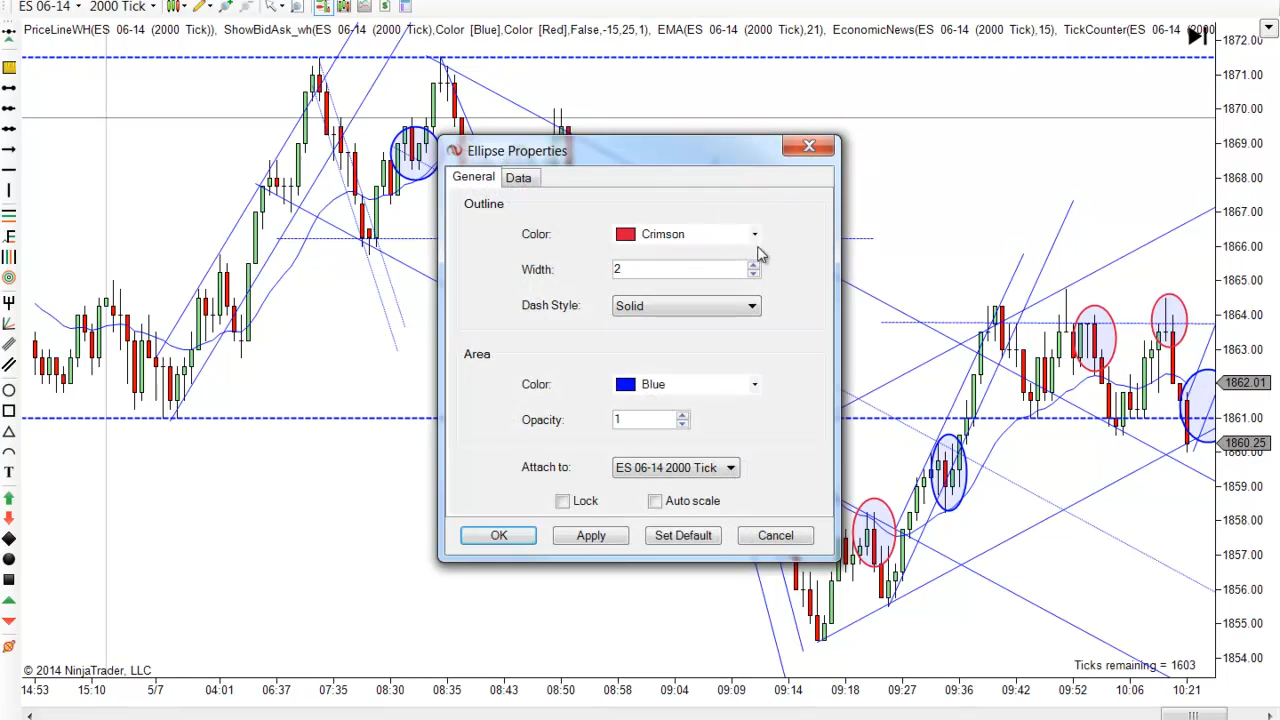 ES 06-14
2000 Tick
PriceLineWH(ES 06-14 (2000 Tick)), ShowBidAsk_wh(ES 06-14 (2000 Tick),Color [Blue],Color [Red],False,-15,25,1), EMA(ES 06-14 (2000 Tick),21), EconomicNews(ES 06-14 (2000 Tick),15), TickCounter(ES 06-14 (2000
1872.00
1871.00
1870.00
1869.00
1868.00
1867.00
1866.00
1865.00
1864.00
1863.00
1862.01
1861.00
1860.25
1860.00
1859.00
1858.00
1857.00
1856.00
1855.00
1854.00
Ellipse Properties
General
Data
Outline
Color:
Crimson
Width:
2
Dash Style:
Solid
Area
Color:
Blue
Opacity:
1
Attach to:
ES 06-14 2000 Tick
Lock
Auto scale
OK
Apply
Set Default
Cancel
F
T
© 2014 NinjaTrader, LLC
Ticks remaining = 1603
14:53 15:10 5/7 04:01 06:37 07:35 08:30 08:35 08:43 08:50 08:58 09:04 09:09 09:14 09:18 09:27 09:36 09:42 09:52 10:06 10:21